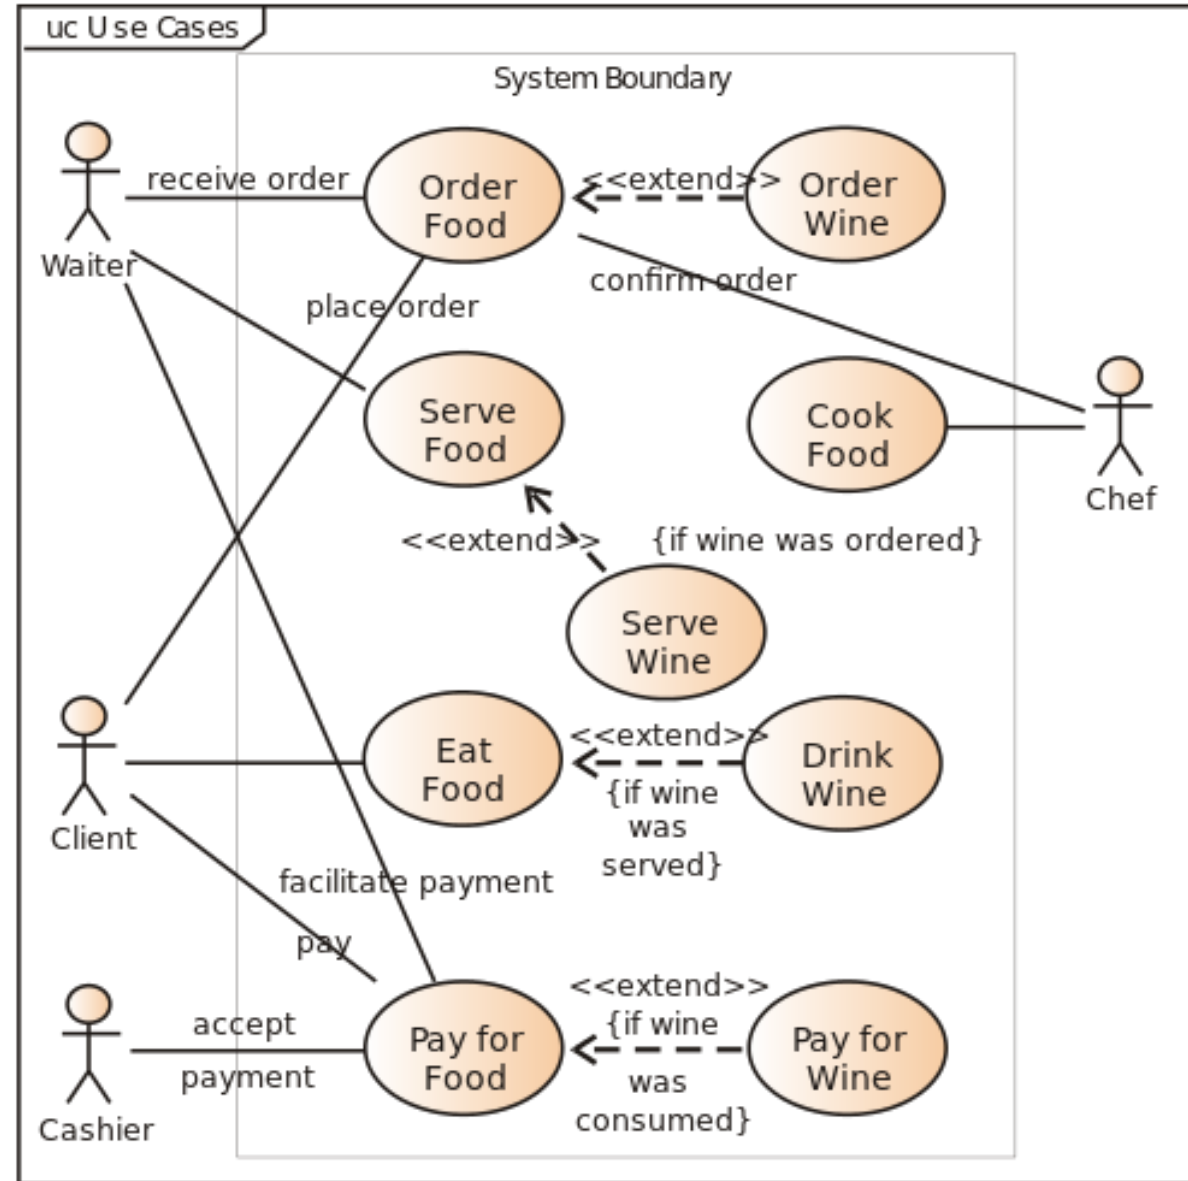 uc Use Cases
System Boundary
receive order
Order
Food
<<extend>>
Order
Wine
Waiter
confirm order
place order
Serve
Food
Cook
Food
Chef
<<extend>>
{if wine was ordered}
Serve
Wine
Eat
Food
<<extend>>
{if wine
was
served}
Drink
Wine
Client
facilitate payment
pay
accept
payment
Pay for
Food
<<extend>>
{if wine
was
consumed}
Pay for
Wine
Cashier